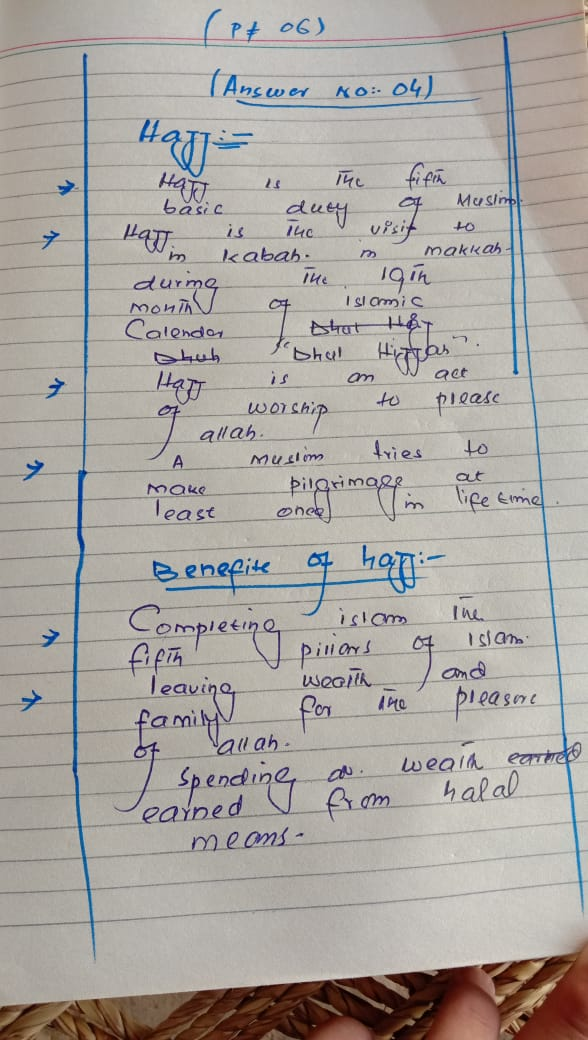 (P# 06)
(Answer No:- 04)
Hajj:-
Hajj is the fifth
basic duty of Muslim.
Hajj is the visit to
in kabah. in makkah
during the 19th
month of islamic
Calendar
"Dhul Hijjah".
Hajj is an act
of worship to please
allah.
A muslim tries to
make pilgrimage at
least once in life time.
Benefits of hajj:-
Completing islam the
fifth pillars of islam.
leaving wealth and
family for the pleasure
of allah.
Spending wealth
earned from halal
means.